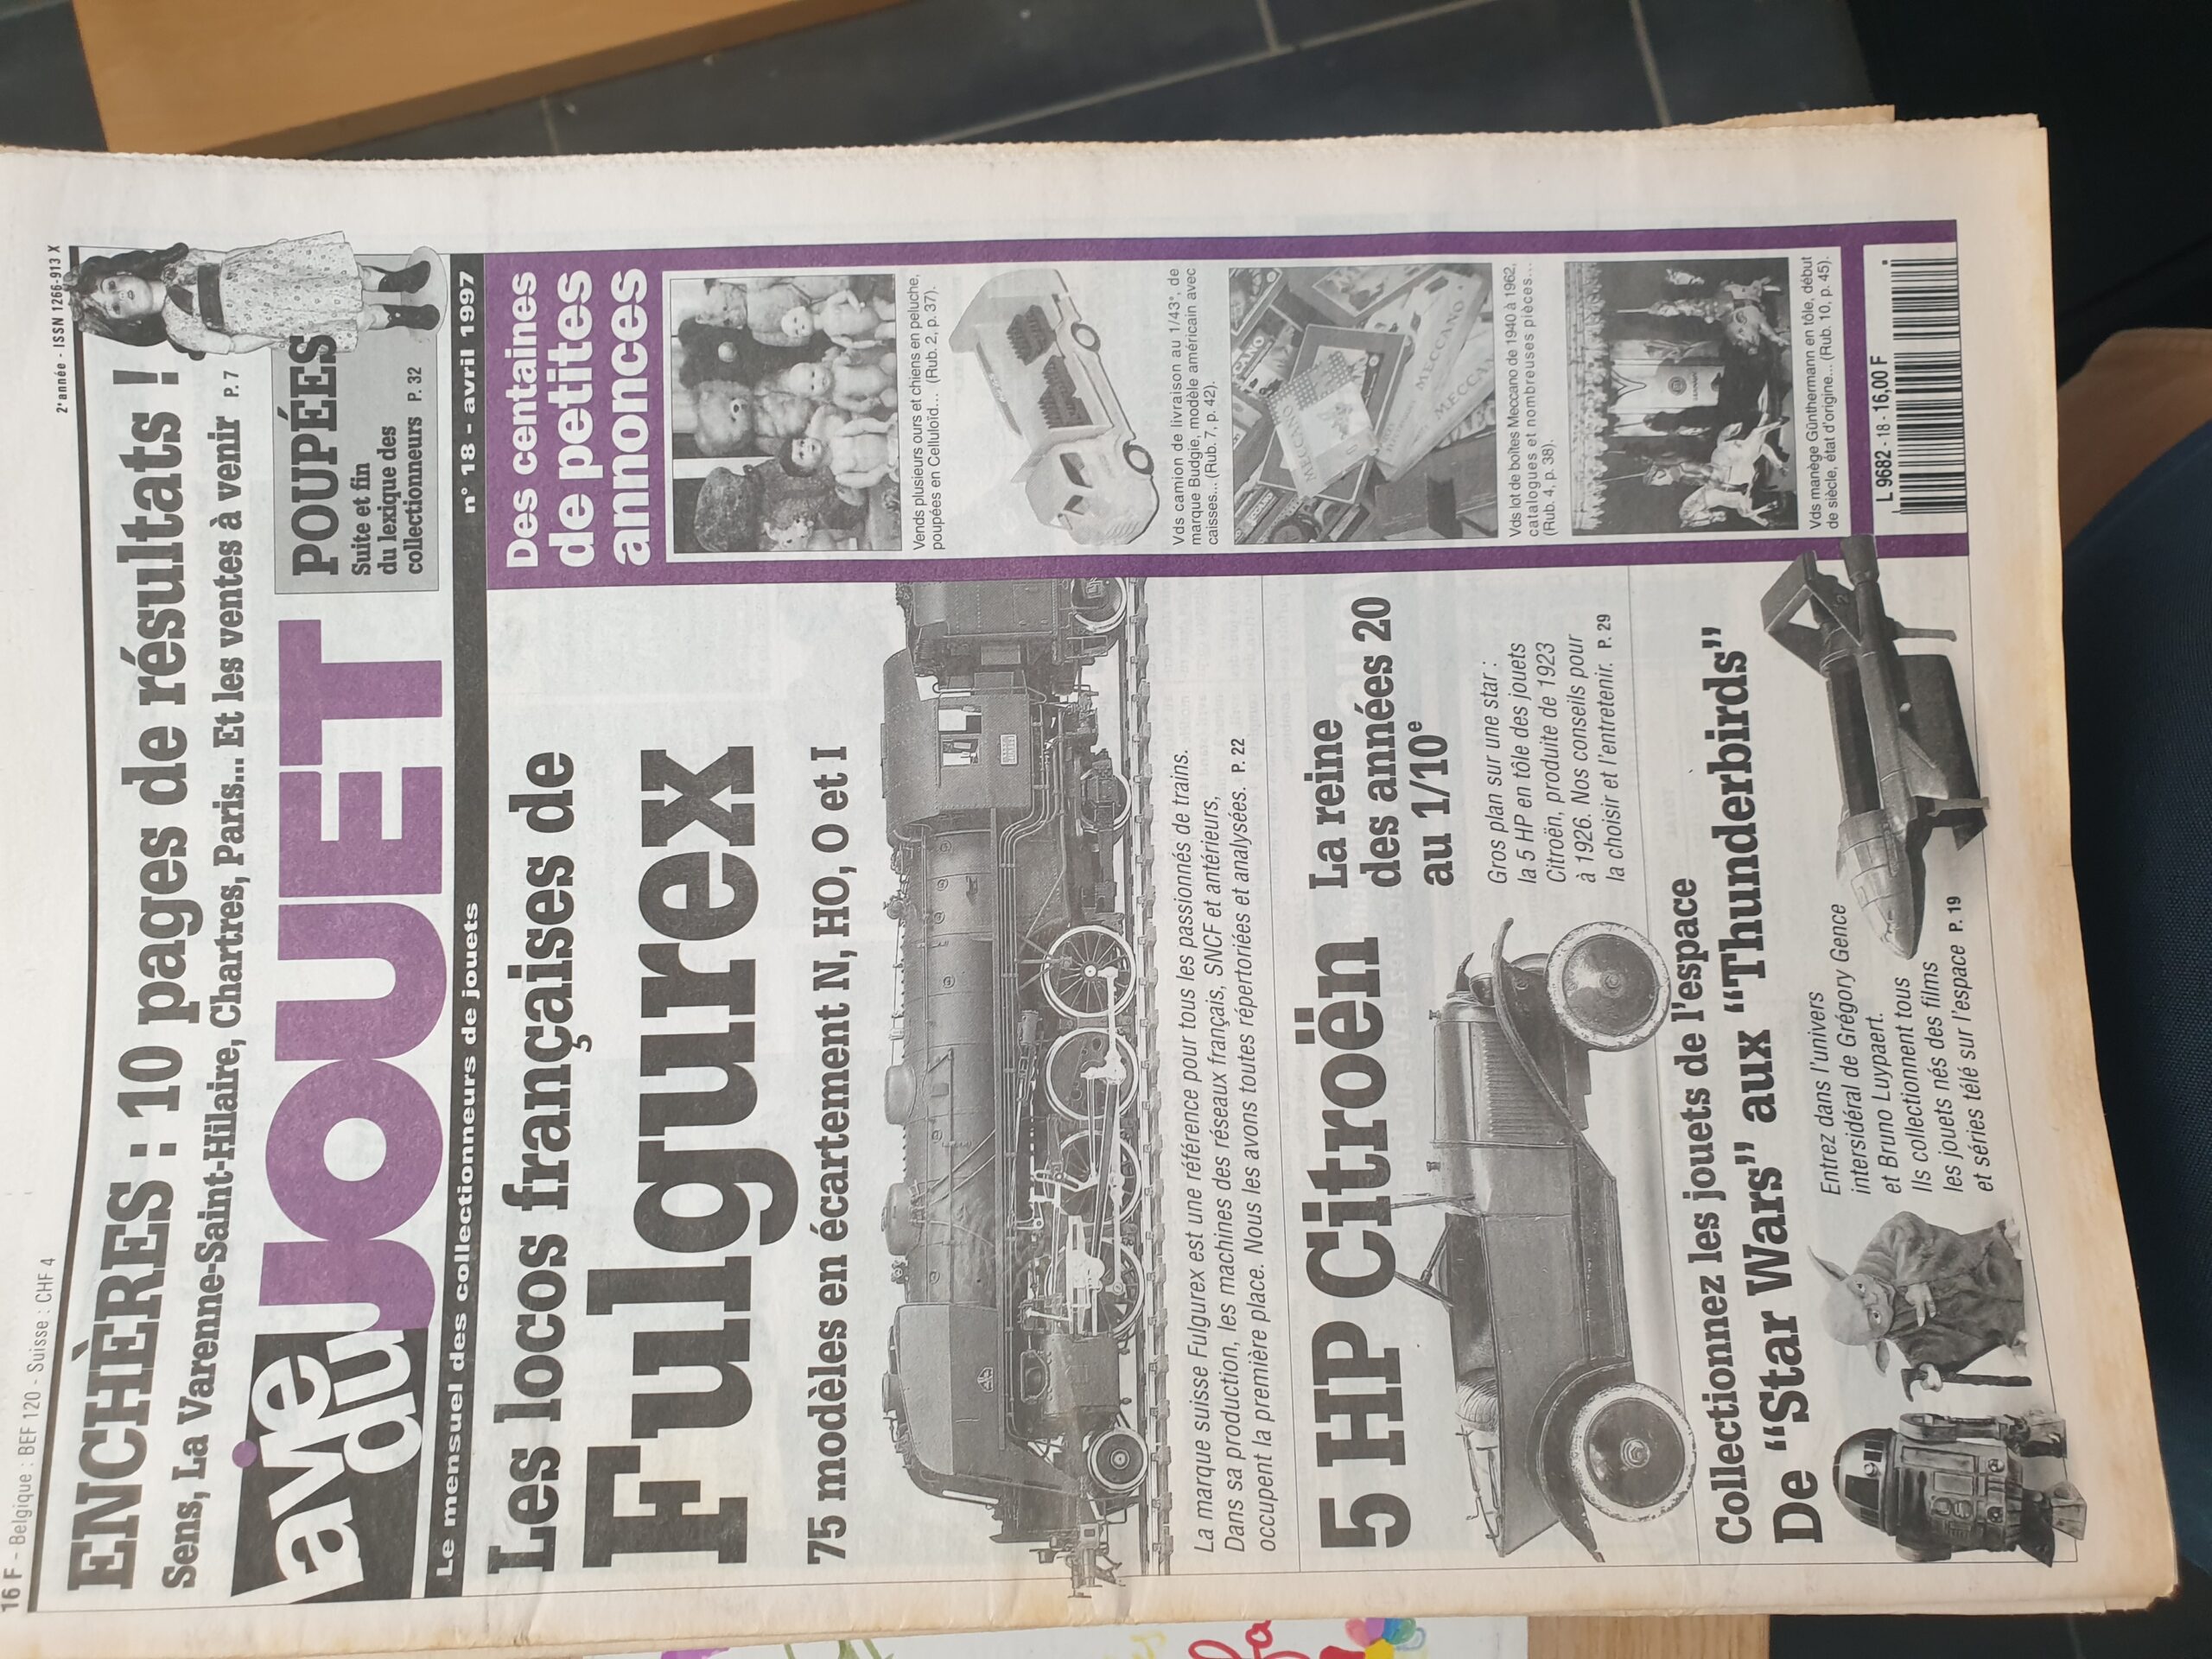 16 F - Belgique : BEF 120 - Suisse : CHF 4
2e année - ISSN 1266-913 X
ENCHÈRES : 10 pages de résultats !
Sens, La Varenne-Saint-Hilaire, Chartres, Paris... Et les ventes à venir P. 7
la vie du JOUET
POUPÉES
Suite et fin
du lexique des
collectionneurs P. 32
Le mensuel des collectionneurs de jouets
n° 18 - avril 1997
Les locos françaises de
Fulgurex
75 modèles en écartement N, HO, O et I
La marque suisse Fulgurex est une référence pour tous les passionnés de trains.
Dans sa production, les machines des réseaux français, SNCF et antérieurs,
occupent la première place. Nous les avons toutes répertoriées et analysées. P. 22
5 HP Citroën
La reine
des années 20
au 1/10e
Gros plan sur une star :
la 5 HP en tôle des jouets
Citroën, produite de 1923
à 1926. Nos conseils pour
la choisir et l'entretenir. P. 29
Collectionnez les jouets de l'espace
De "Star Wars" aux "Thunderbirds"
Entrez dans l'univers
intersidéral de Grégory Gence
et Bruno Luypaert.
Ils collectionnent tous
les jouets nés des films
et séries télé sur l'espace P. 19
Des centaines
de petites
annonces
Vends plusieurs ours et chiens en peluche,
poupées en Celluloïd... (Rub. 2, p. 37).
Vds camion de livraison au 1/43e, de
marque Budgie, modèle américain avec
caisses... (Rub. 7, p. 42).
MECCANO
MECCANO
Vds lot de boîtes Meccano de 1940 à 1962,
catalogues et nombreuses pièces...
(Rub. 4, p. 38).
Vds manège Günthermann en tôle, début
de siècle, état d'origine... (Rub. 10, p. 45).
L 9682 - 18 - 16,00 F